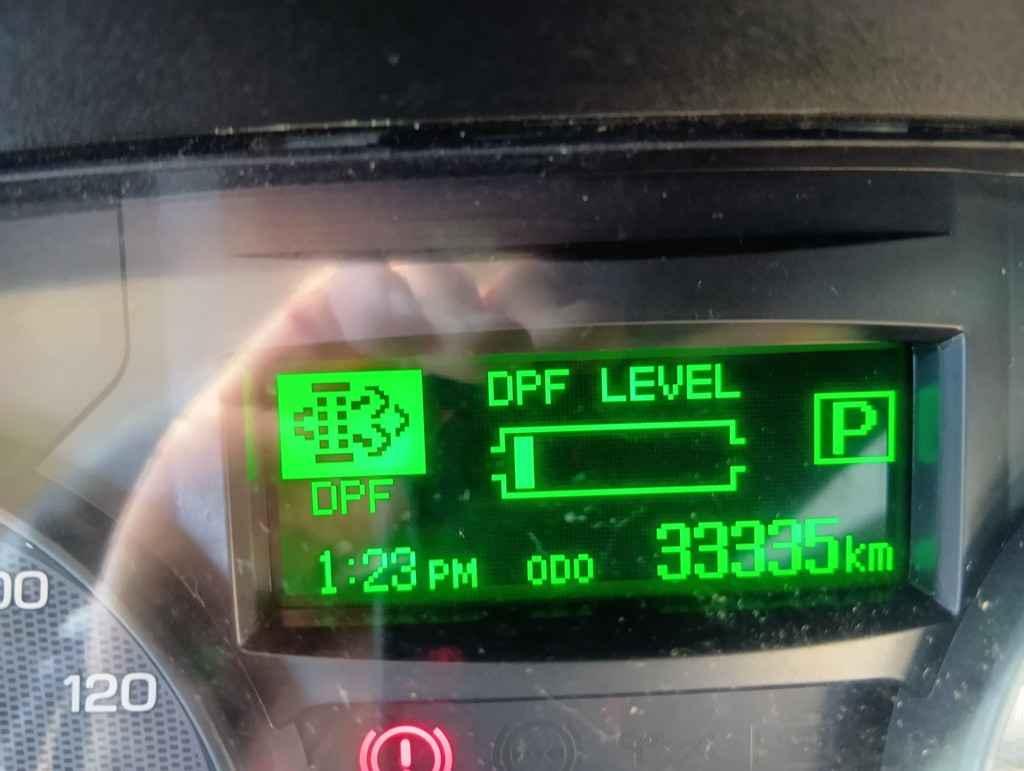 DPF LEVEL
P
DPF
1:23 PM ODO 33335km
00
120